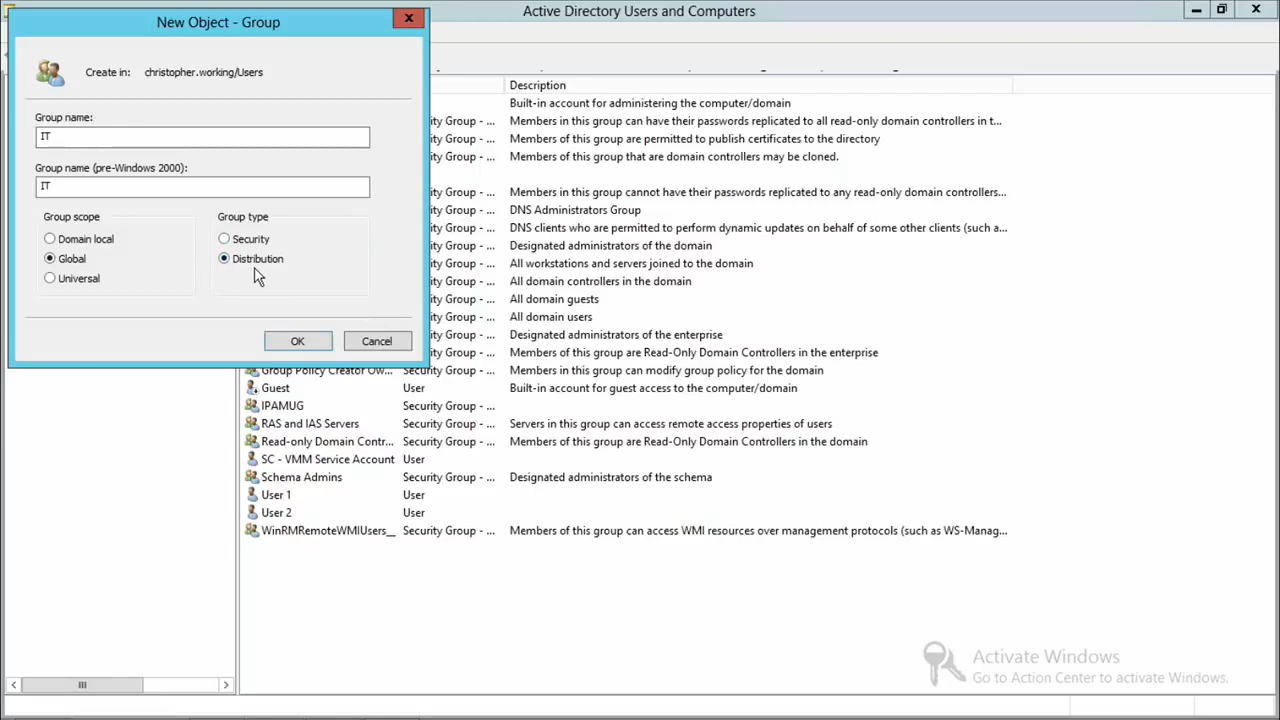 New Object - Group
x
Active Directory Users and Computers
Create in: christopher.working/Users
Group name:
IT
Group name (pre-Windows 2000):
IT
Group scope
Domain local
Global
Universal
Group type
Security
Distribution
OK
Cancel
Description
Built-in account for administering the computer/domain
ity Group - ... Members in this group can have their passwords replicated to all read-only domain controllers in t...
ity Group - ... Members of this group are permitted to publish certificates to the directory
ity Group - ... Members of this group that are domain controllers may be cloned.
ity Group - ... Members in this group cannot have their passwords replicated to any read-only domain controllers...
ity Group - ... DNS Administrators Group
ity Group - ... DNS clients who are permitted to perform dynamic updates on behalf of some other clients (such a...
ity Group - ... Designated administrators of the domain
ity Group - ... All workstations and servers joined to the domain
ity Group - ... All domain controllers in the domain
ity Group - ... All domain guests
ity Group - ... All domain users
ity Group - ... Designated administrators of the enterprise
ity Group - ... Members of this group are Read-Only Domain Controllers in the enterprise
Group Policy Creator Ow... Security Group - ... Members in this group can modify group policy for the domain
Guest User Built-in account for guest access to the computer/domain
IPAMUG Security Group - ...
RAS and IAS Servers Security Group - ... Servers in this group can access remote access properties of users
Read-only Domain Contr... Security Group - ... Members of this group are Read-Only Domain Controllers in the domain
SC - VMM Service Account User
Schema Admins Security Group - ... Designated administrators of the schema
User 1 User
User 2 User
WinRMRemoteWMIUsers__ Security Group - ... Members of this group can access WMI resources over management protocols (such as WS-Manag...
Activate Windows
Go to Action Center to activate Windows.